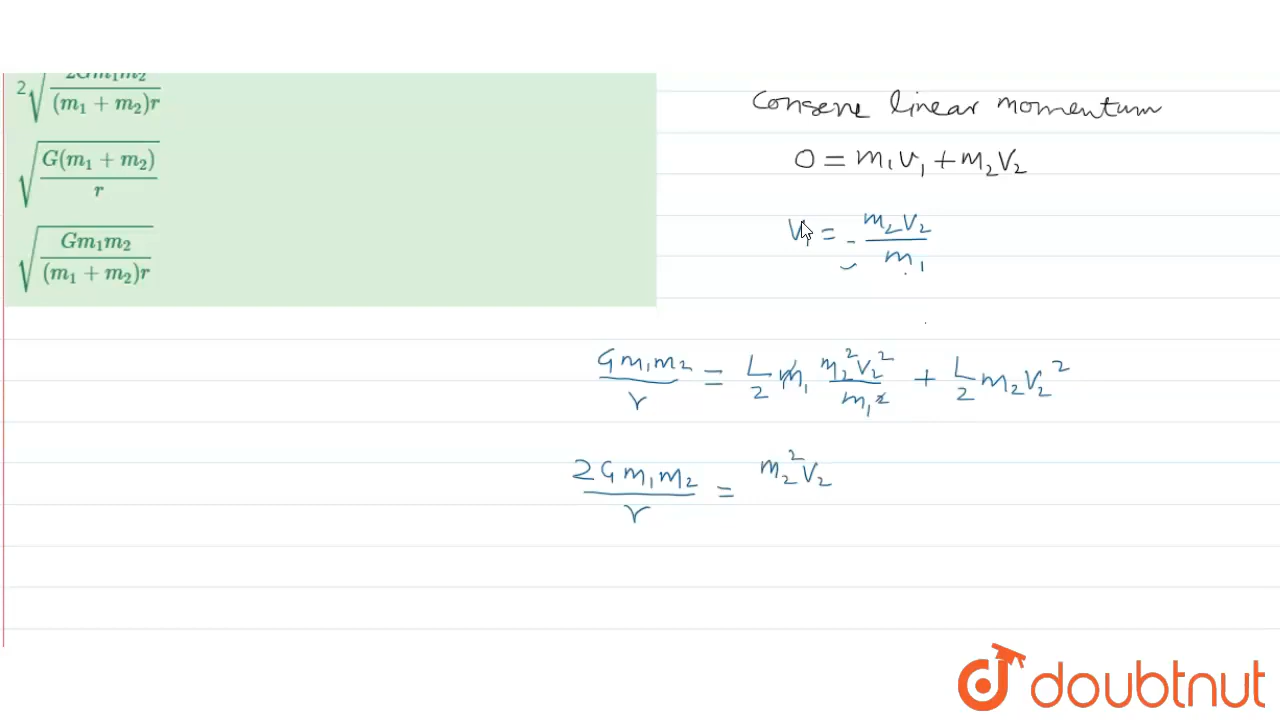 2√(2Gm₁m₂/((m₁ + m₂)r))
√(G(m₁ + m₂)/r)
√(Gm₁m₂/((m₁ + m₂)r))
Conserve linear momentum
0 = m₁v₁ + m₂v₂
v₁ = - m₂v₂/m₁
Gm₁m₂/r = 1/2 m₁ m₂²v₂²/m₁² + 1/2 m₂v₂²
2Gm₁m₂/r = m₂²v₂
doubtnut